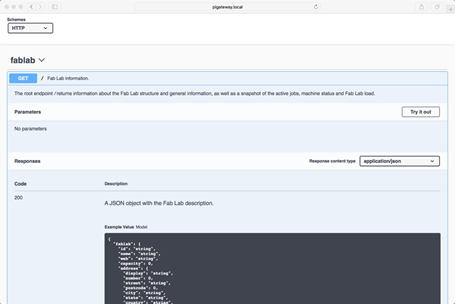 pigateway.local
Schemes
HTTP
fablab
GET / Fab Lab information.
The root endpoint / returns information about the Fab Lab structure and general information, as well as a snapshot of the active jobs, machine status and Fab Lab load.
Parameters Try it out
No parameters
Responses Response content type application/json
Code Description
200
A JSON object with the Fab Lab description.
Example Value Model
{
"fablab": {
"id": "string",
"name": "string",
"web": "string",
"capacity": 0,
"address": {
"display": "string",
"number": 0,
"street": "string",
"postcode": 0,
"city": "string",
"state": "string",
"country": "string",